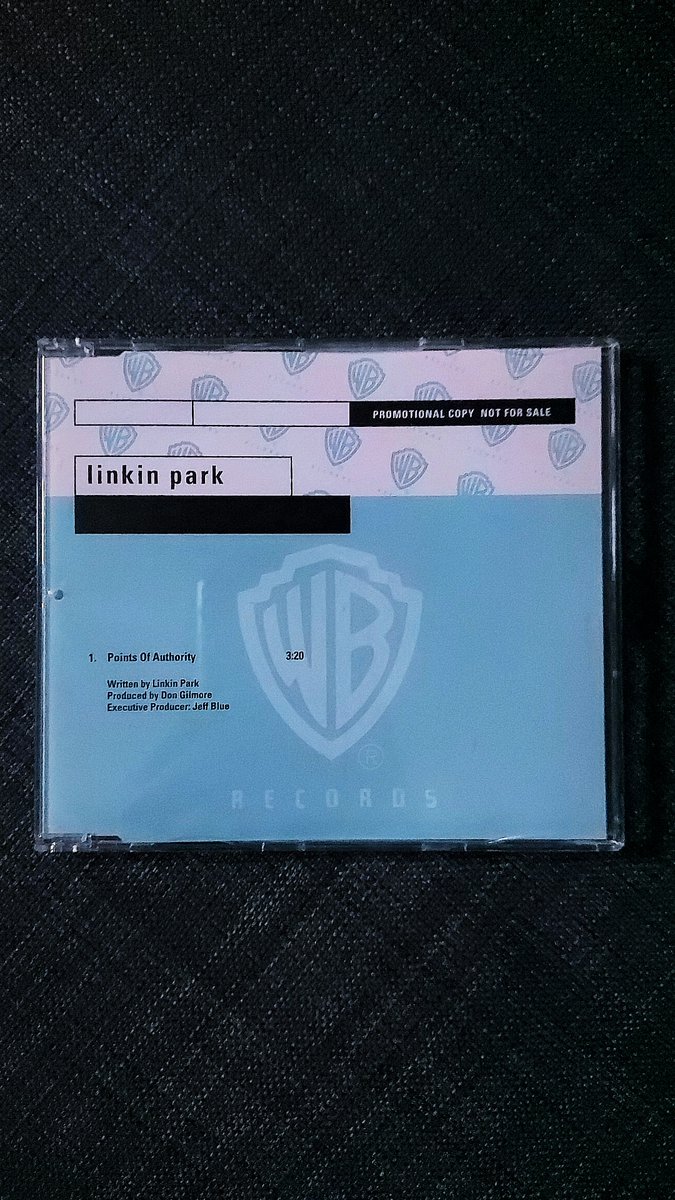 PROMOTIONAL COPY NOT FOR SALE
linkin park
WB
1. Points Of Authority 3:20
Written by Linkin Park
Produced by Don Gilmore
Executive Producer: Jeff Blue
®
RECORDS